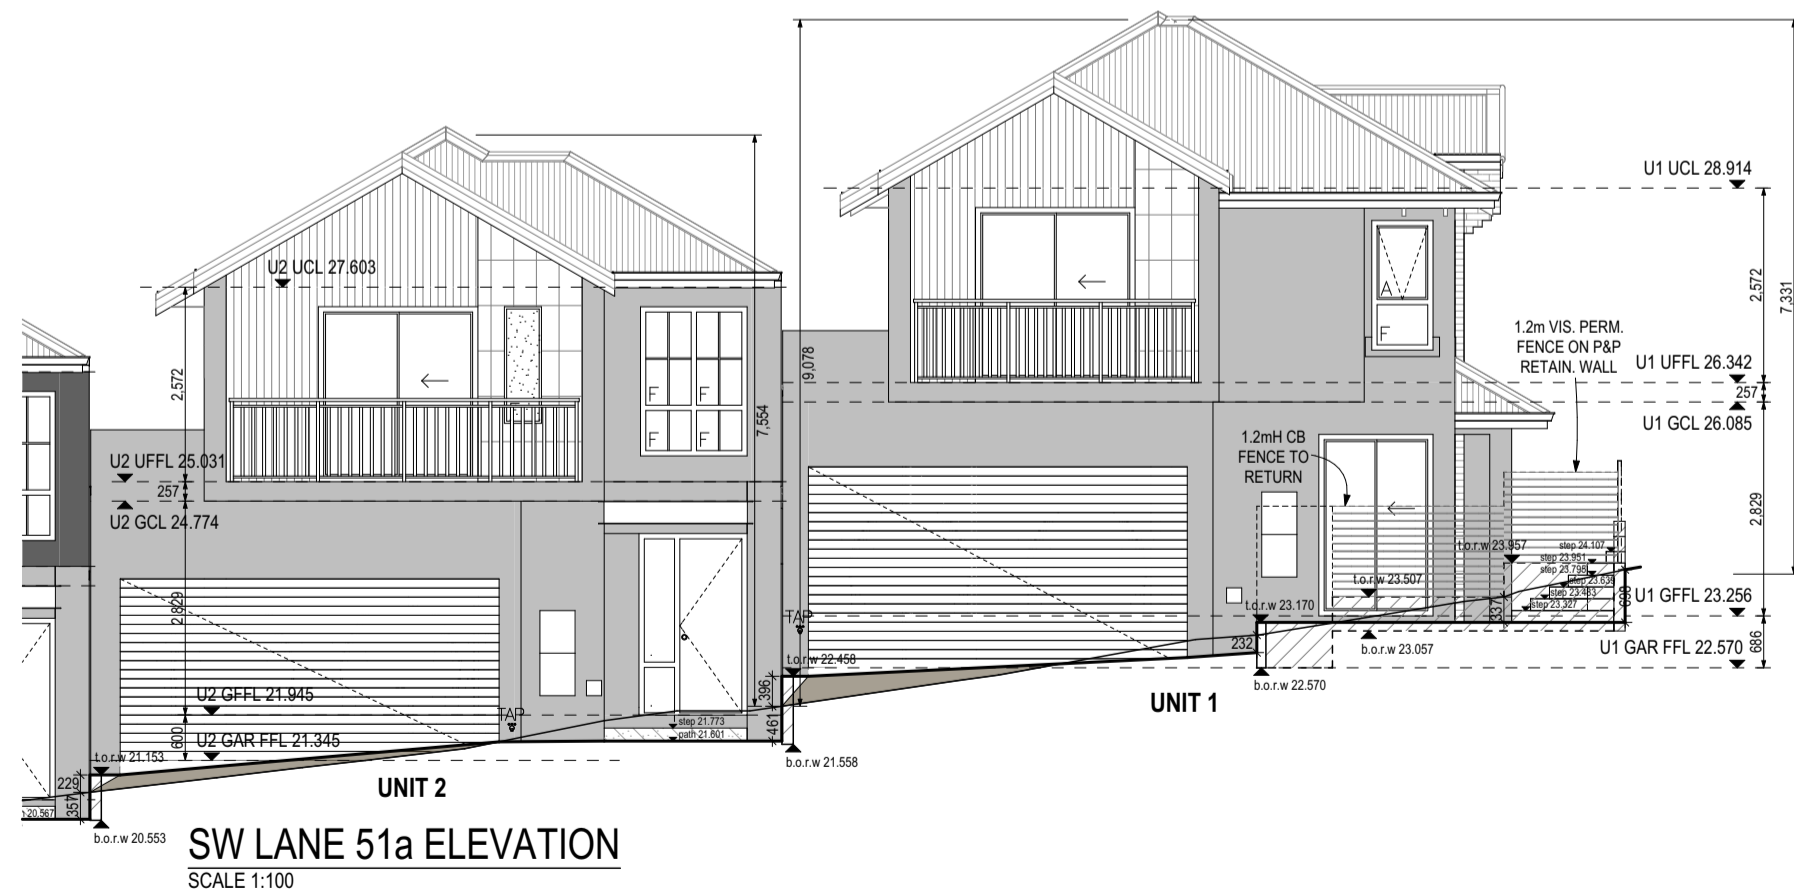 U1 UCL 28.914
U2 UCL 27.603
2,572
7,331
1.2m VIS. PERM.
FENCE ON P&P
RETAIN. WALL
9,078
U1 UFFL 26.342
2,572
257
7,554
U1 GCL 26.085
A
F
F F
F F
F
1.2mH CB
FENCE TO
RETURN
U2 UFFL 25.031
257
U2 GCL 24.774
2,829
t.o.r.w 23.957
step 24.107
step 23.951
step 23.795
step 23.639
step 23.483
step 23.327
t.o.r.w 23.507
t.o.r.w 23.170
337
690
U1 GFFL 23.256
2,829
TAP
232
b.o.r.w 23.057
U1 GAR FFL 22.570
686
t.o.r.w 22.458
b.o.r.w 22.570
U2 GFFL 21.945
396
UNIT 1
TAP
step 21.773
path 21.601
461
600
U2 GAR FFL 21.345
t.o.r.w 21.153
b.o.r.w 21.558
229
UNIT 2
357
20.567
b.o.r.w 20.553
SW LANE 51a ELEVATION
SCALE 1:100